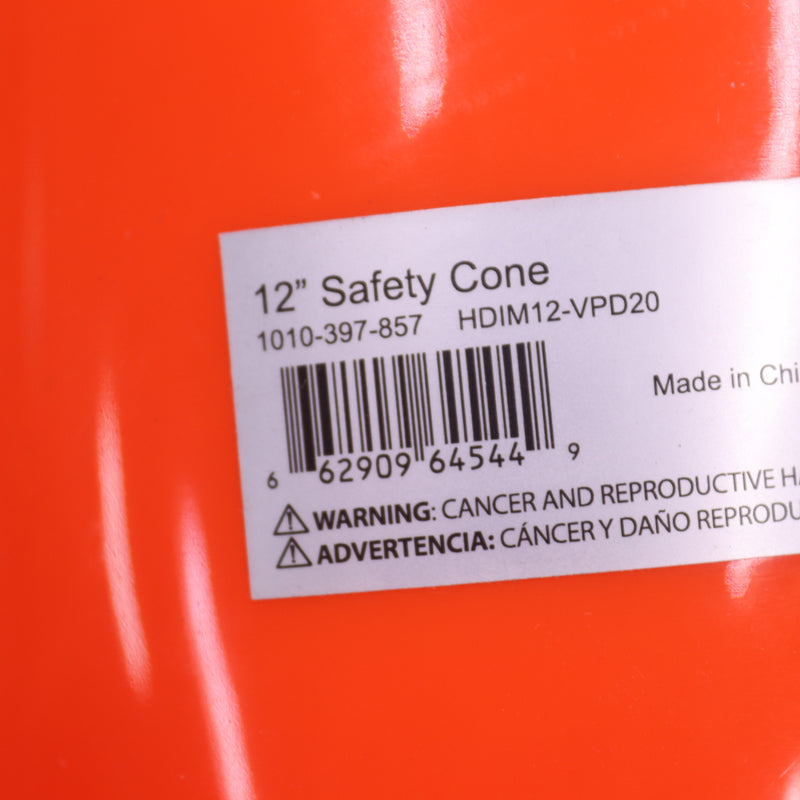 12” Safety Cone
1010-397-857 HDIM12-VPD20
Made in Chi
6 62909 64544 9
⚠ WARNING: CANCER AND REPRODUCTIVE HA
⚠ ADVERTENCIA: CÁNCER Y DAÑO REPRODU